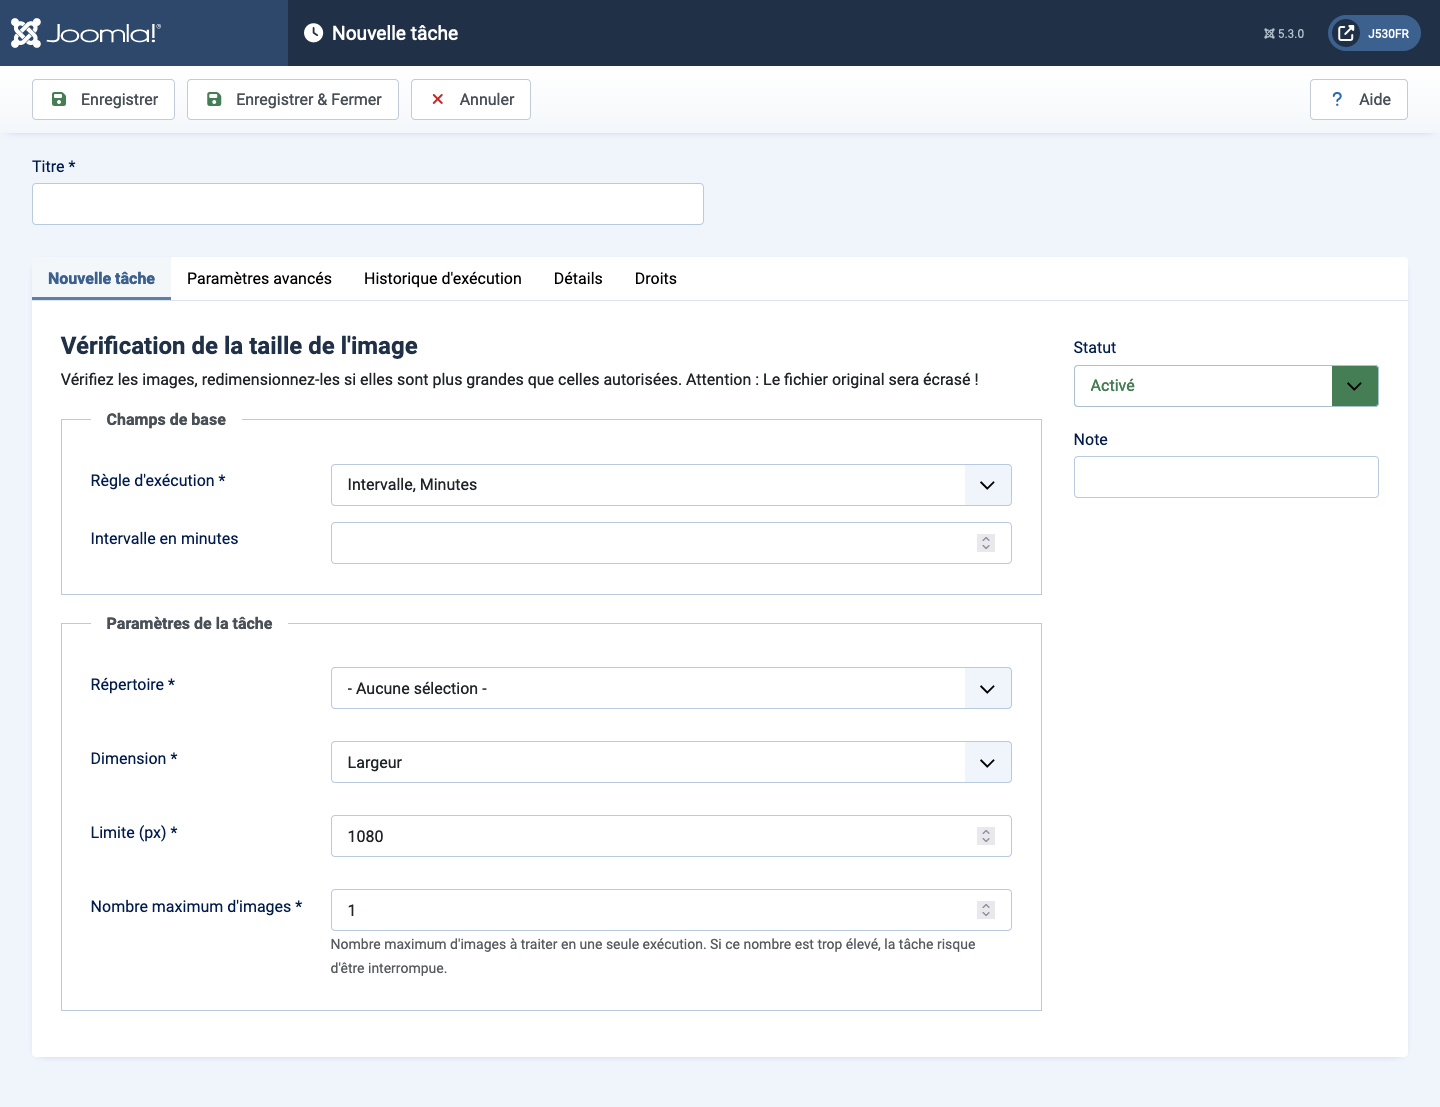 Joomla!®
Nouvelle tâche
5.3.0
J530FR
Enregistrer
Enregistrer & Fermer
Annuler
? Aide
Titre *
Nouvelle tâche
Paramètres avancés
Historique d'exécution
Détails
Droits
Vérification de la taille de l'image
Vérifiez les images, redimensionnez-les si elles sont plus grandes que celles autorisées. Attention : Le fichier original sera écrasé !
Champs de base
Règle d'exécution *
Intervalle, Minutes
Intervalle en minutes
Paramètres de la tâche
Répertoire *
- Aucune sélection -
Dimension *
Largeur
Limite (px) *
1080
Nombre maximum d'images *
1
Nombre maximum d'images à traiter en une seule exécution. Si ce nombre est trop élevé, la tâche risque
d'être interrompue.
Statut
Activé
Note